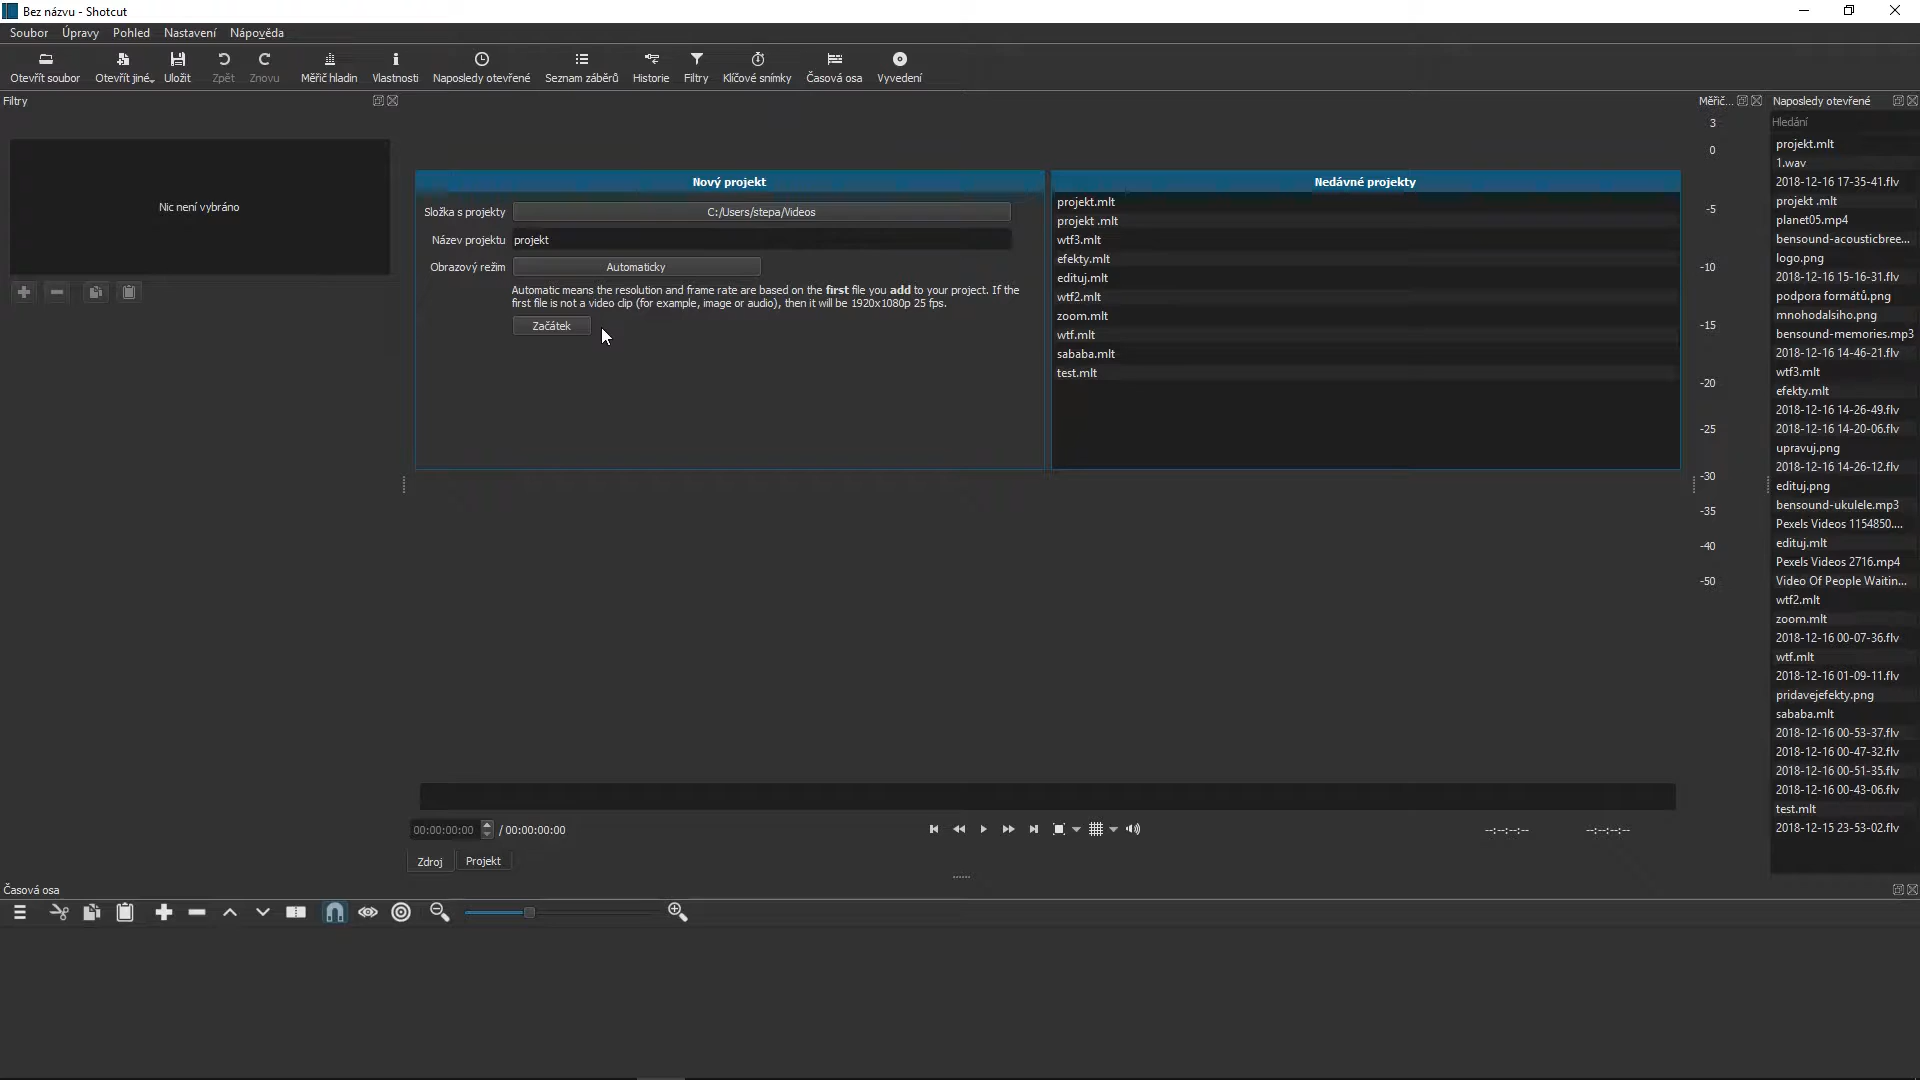 Bez názvu - Shotcut
Soubor Úpravy Pohled Nastavení Nápověda
Otevřít soubor Otevřít jiné Uložit Zpět Znovu Měřič hladin Vlastnosti Naposledy otevřené Seznam záběrů Historie Filtry Klíčové snímky Časová osa Vyvedení
Filtry
Nic není vybráno
Nový projekt
Složka s projekty C:/Users/stepa/Videos
Název projektu projekt
Obrazový režim Automaticky
Automatic means the resolution and frame rate are based on the first file you add to your project. If the
first file is not a video clip (for example, image or audio), then it will be 1920x1080p 25 fps.
Začátek
Nedávné projekty
projekt.mlt
projekt .mlt
wtf3.mlt
efekty.mlt
edituj.mlt
wtf2.mlt
zoom.mlt
wtf.mlt
sababa.mlt
test.mlt
Měřič...
3
0
-5
-10
-15
-20
-25
-30
-35
-40
-50
Naposledy otevřené
Hledání
projekt.mlt
1.wav
2018-12-16 17-35-41.flv
projekt .mlt
planet05.mp4
bensound-acousticbree...
logo.png
2018-12-16 15-16-31.flv
podpora formátů.png
mnohodalsiho.png
bensound-memories.mp3
2018-12-16 14-46-21.flv
wtf3.mlt
efekty.mlt
2018-12-16 14-26-49.flv
2018-12-16 14-20-06.flv
upravuj.png
2018-12-16 14-26-12.flv
edituj.png
bensound-ukulele.mp3
Pexels Videos 1154850....
edituj.mlt
Pexels Videos 2716.mp4
Video Of People Waitin...
wtf2.mlt
zoom.mlt
2018-12-16 00-07-36.flv
wtf.mlt
2018-12-16 01-09-11.flv
pridavejefekty.png
sababa.mlt
2018-12-16 00-53-37.flv
2018-12-16 00-47-32.flv
2018-12-16 00-51-35.flv
2018-12-16 00-43-06.flv
test.mlt
2018-12-15 23-53-02.flv
00:00:00:00 / 00:00:00:00 --:--:--:-- --:--:--:--
Zdroj Projekt
Časová osa